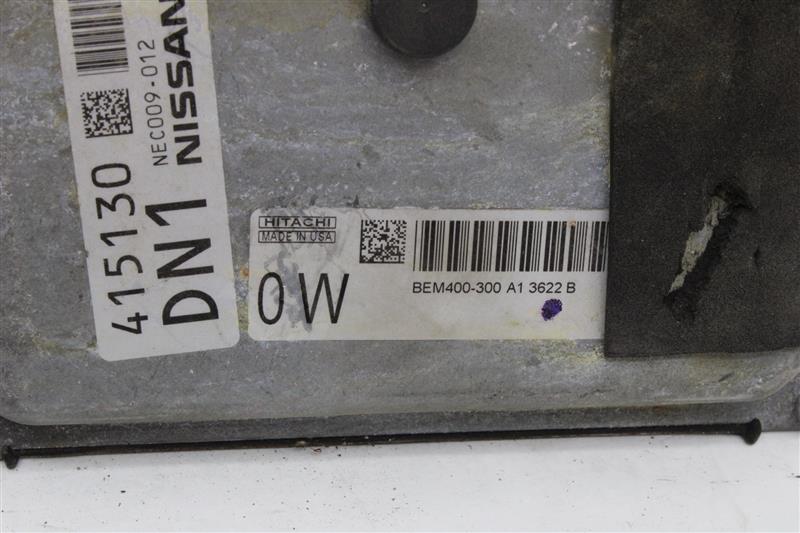 NISSAN
NEC009-012
DN1
415130
HITACHI
MADE IN USA
0W
BEM400-300 A1 3622 B